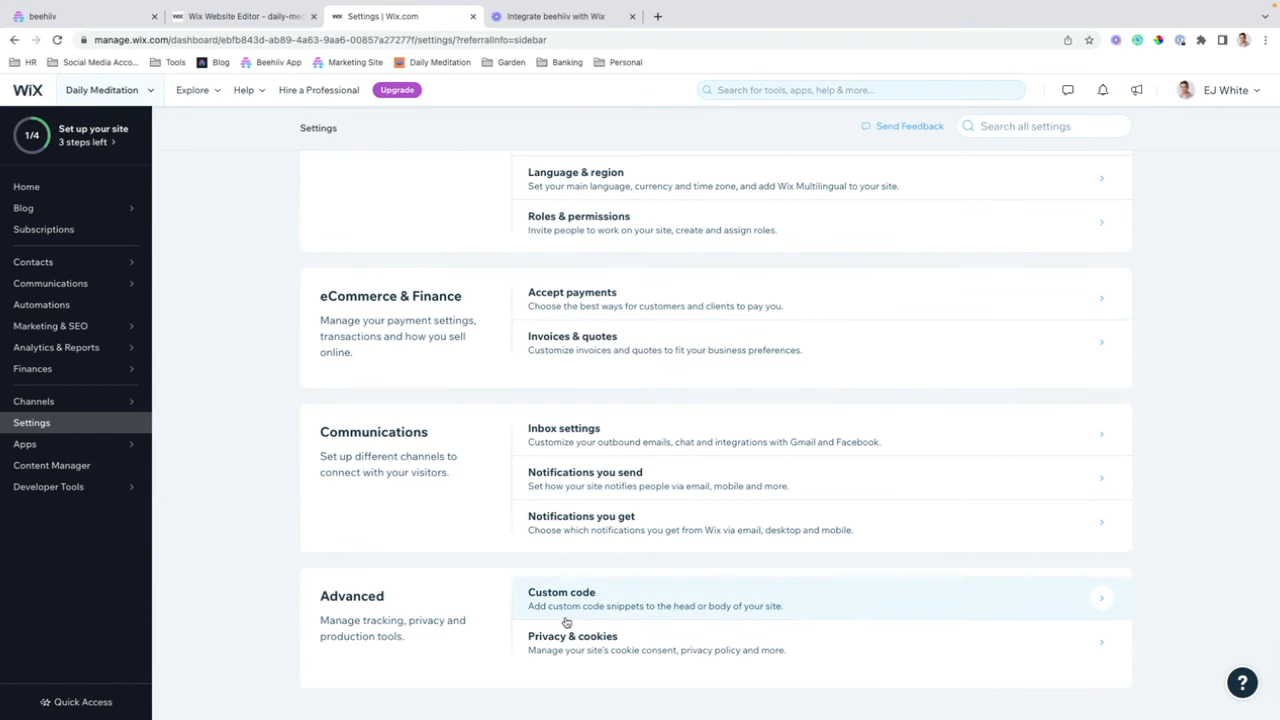 beehiiv
Wix Website Editor - daily-med
Settings | Wix.com
Integrate beehiiv with Wix
manage.wix.com/dashboard/ebfb843d-ab89-4a63-9aa6-00857a27277f/settings/?referralInfo=sidebar
HR
Social Media Acco...
Tools
Blog
Beehiiv App
Marketing Site
Daily Meditation
Garden
Banking
Personal
WiX
Daily Meditation
Explore
Help
Hire a Professional
Upgrade
Search for tools, apps, help & more...
EJ White
1/4
Set up your site
3 steps left >
Home
Blog
Subscriptions
Contacts
Communications
Automations
Marketing & SEO
Analytics & Reports
Finances
Channels
Settings
Apps
Content Manager
Developer Tools
Quick Access
Settings
Send Feedback
Search all settings
Language & region
Set your main language, currency and time zone, and add Wix Multilingual to your site.
Roles & permissions
Invite people to work on your site, create and assign roles.
eCommerce & Finance
Manage your payment settings,
transactions and how you sell
online.
Accept payments
Choose the best ways for customers and clients to pay you.
Invoices & quotes
Customize invoices and quotes to fit your business preferences.
Communications
Set up different channels to
connect with your visitors.
Inbox settings
Customize your outbound emails, chat and integrations with Gmail and Facebook.
Notifications you send
Set how your site notifies people via email, mobile and more.
Notifications you get
Choose which notifications you get from Wix via email, desktop and mobile.
Advanced
Manage tracking, privacy and
production tools.
Custom code
Add custom code snippets to the head or body of your site.
Privacy & cookies
Manage your site's cookie consent, privacy policy and more.
?